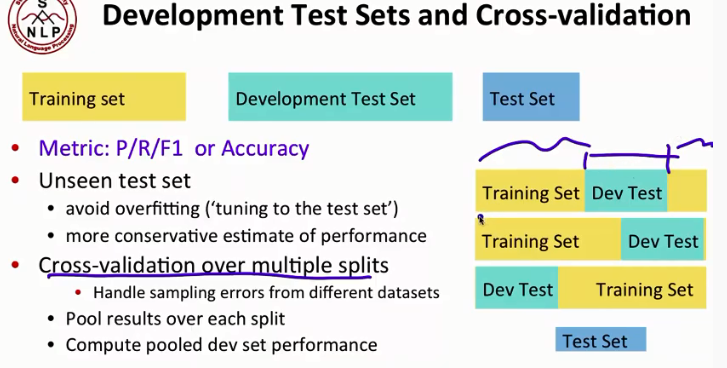 S
NLP
Natural Language Processing
Development Test Sets and Cross-validation
Training set
Development Test Set
Test Set
• Metric: P/R/F1 or Accuracy
• Unseen test set
• avoid overfitting (‘tuning to the test set’)
• more conservative estimate of performance
• Cross-validation over multiple splits
• Handle sampling errors from different datasets
• Pool results over each split
• Compute pooled dev set performance
Training Set Dev Test
Training Set Dev Test
Dev Test Training Set
Test Set